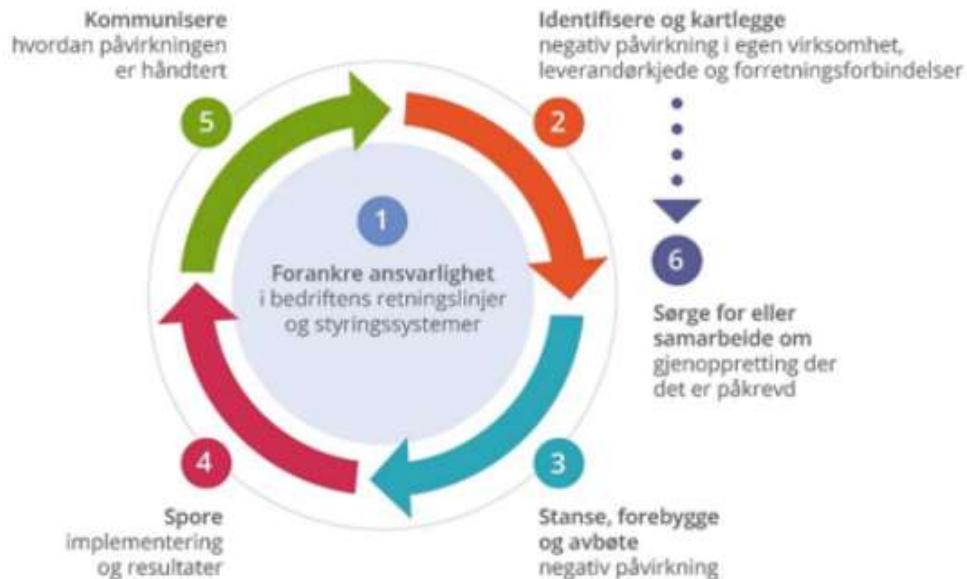 Kommunisere
hvordan påvirkningen
er håndtert
5
Identifisere og kartlegge
negativ påvirkning i egen virksomhet,
leverandørkjede og forretningsforbindelser
2
1
Forankre ansvarlighet
i bedriftens retningslinjer
og styringssystemer
6
Sørge for eller
samarbeide om
gjenoppretting der
det er påkrevd
3
Stanse, forebygge
og avbøte
negativ påvirkning
4
Spore
implementering
og resultater